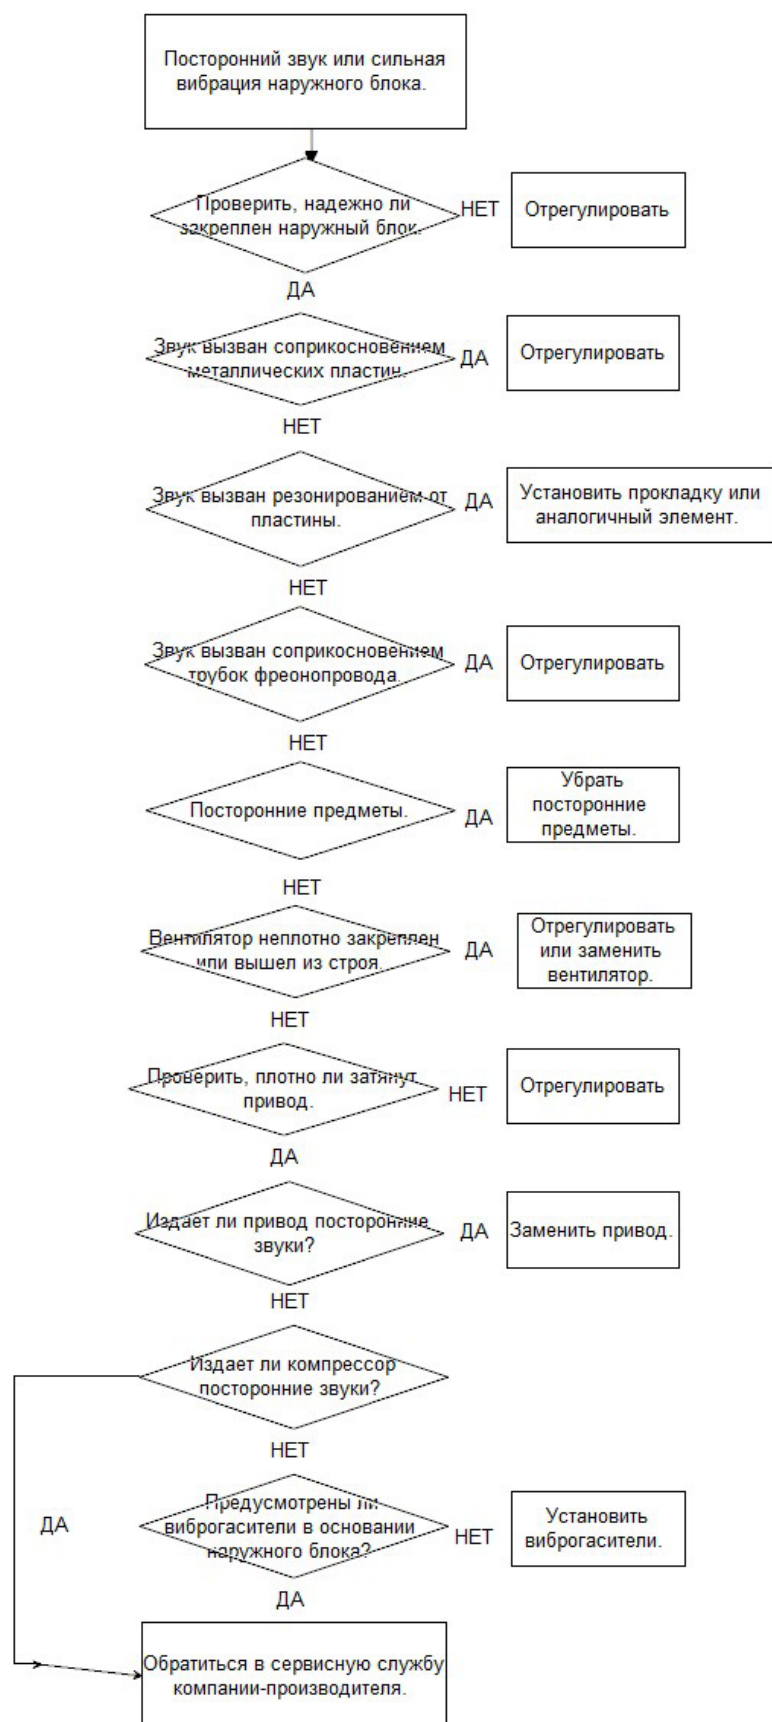 Посторонний звук или сильная
вибрация наружного блока.
Проверить, надежно ли
закреплен наружный блок.
НЕТ
Отрегулировать
ДА
Звук вызван соприкосновением
металлических пластин.
ДА
Отрегулировать
НЕТ
Звук вызван резонированием от
пластины.
ДА
Установить прокладку или
аналогичный элемент.
НЕТ
Звук вызван соприкосновением
трубок фреонопровода.
ДА
Отрегулировать
НЕТ
Посторонние предметы.
ДА
Убрать
посторонние
предметы.
НЕТ
Вентилятор неплотно закреплен
или вышел из строя.
ДА
Отрегулировать
или заменить
вентилятор.
НЕТ
Проверить, плотно ли затянут
привод.
НЕТ
Отрегулировать
ДА
Издает ли привод посторонние
звуки?
ДА
Заменить привод.
НЕТ
Издает ли компрессор
посторонние звуки?
НЕТ
ДА
Предусмотрены ли
виброгасители в основании
наружного блока?
НЕТ
Установить
виброгасители.
ДА
Обратиться в сервисную службу
компании-производителя.